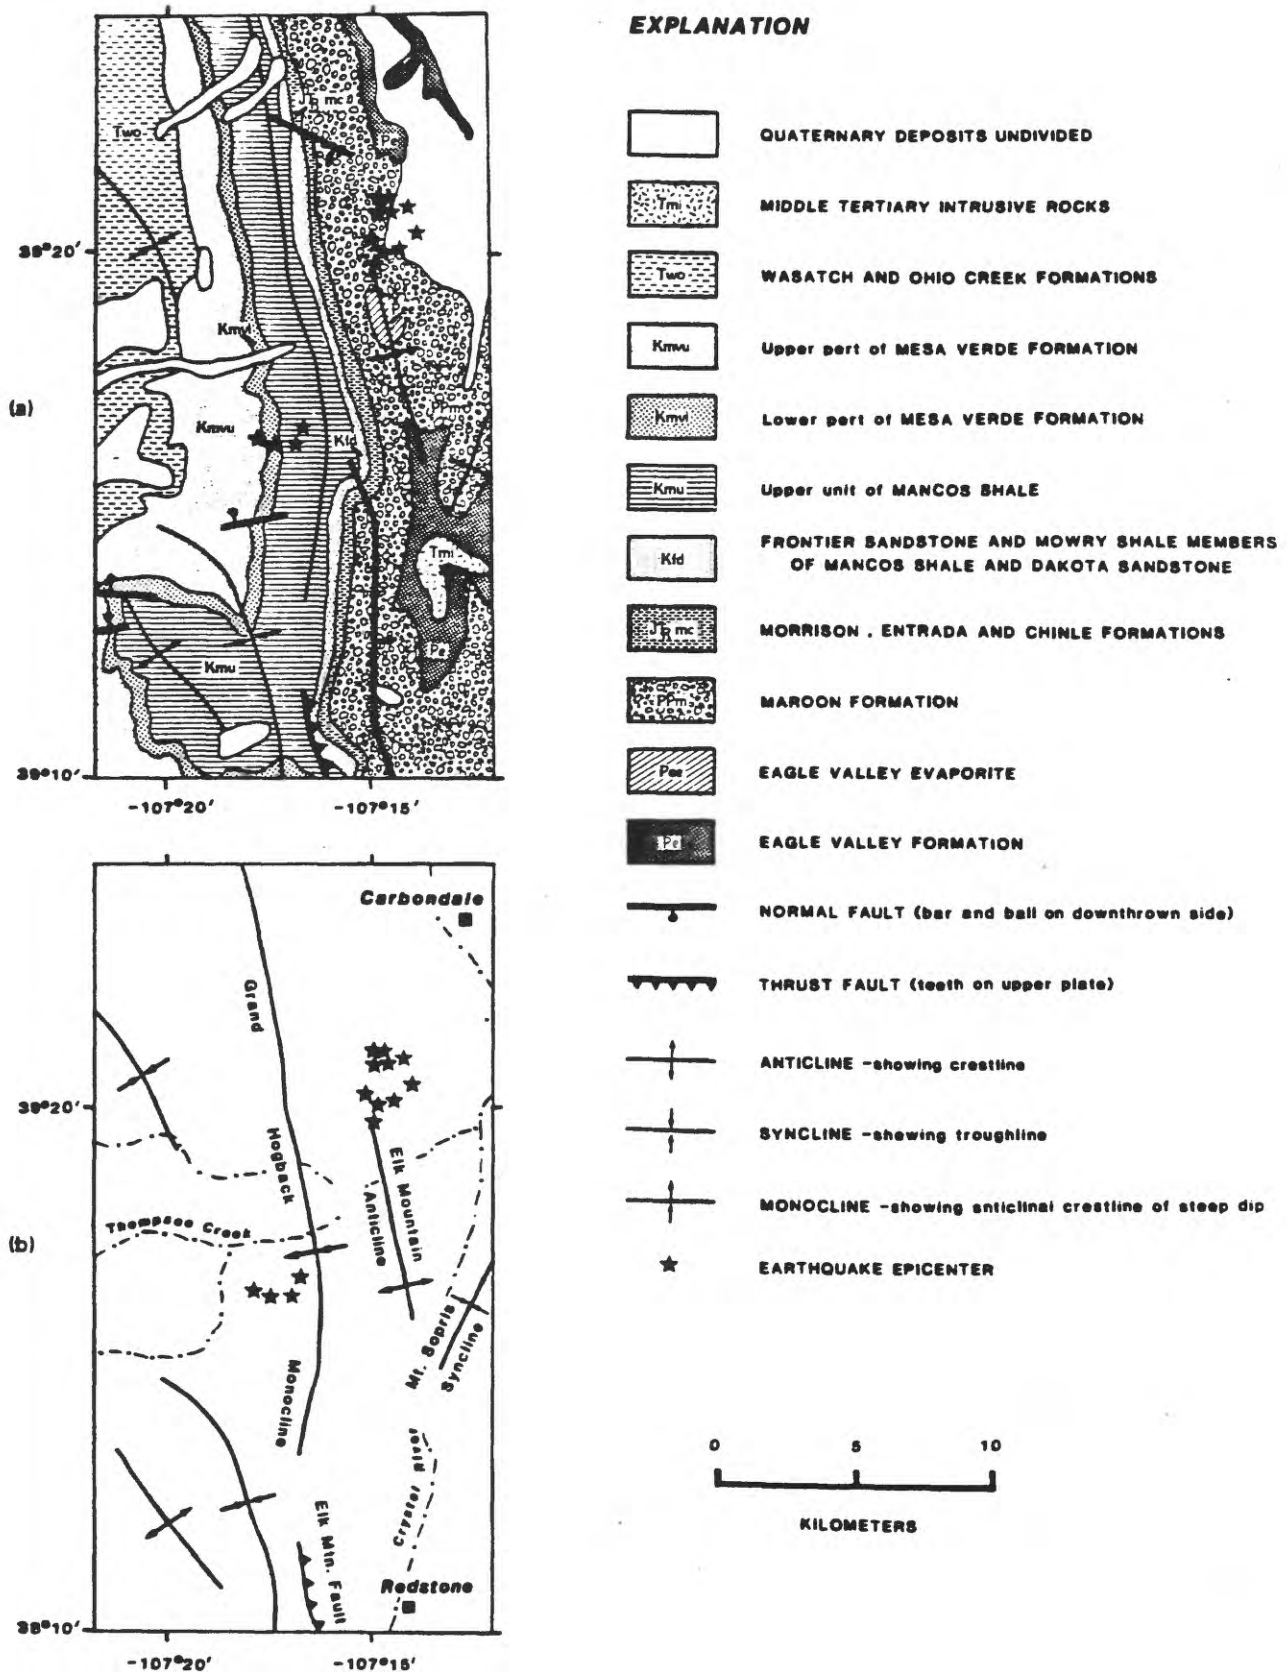 EXPLANATION
QUATERNARY DEPOSITS UNDIVIDED
Tmi MIDDLE TERTIARY INTRUSIVE ROCKS
Two WASATCH AND OHIO CREEK FORMATIONS
Kmvu Upper part of MESA VERDE FORMATION
Kmvl Lower part of MESA VERDE FORMATION
Kmu Upper unit of MANCOS SHALE
Kfd FRONTIER SANDSTONE AND MOWRY SHALE MEMBERS
OF MANCOS SHALE AND DAKOTA SANDSTONE
JTR mc MORRISON, ENTRADA AND CHINLE FORMATIONS
PPm MAROON FORMATION
Pee EAGLE VALLEY EVAPORITE
Pe EAGLE VALLEY FORMATION
NORMAL FAULT (bar and ball on downthrown side)
THRUST FAULT (teeth on upper plate)
ANTICLINE -showing crestline
SYNCLINE -showing troughline
MONOCLINE -showing anticlinal crestline of steep dip
EARTHQUAKE EPICENTER
0 5 10
KILOMETERS
(a)
39°20'
39°10'
-107°20' -107°15'
Two
JTR mc
Pe
Kmvl
Pee
PPm
Kmvu
Kfd
Tmi
Pe
Kmu
(b)
39°20'
39°10'
-107°20' -107°15'
Carbondale
Grand
Hogback
Monocline
Elk Mountain
Anticline
Thompson Creek
Mt. Sopris
Syncline
Crystal River
Elk Mtn. Fault
Redstone